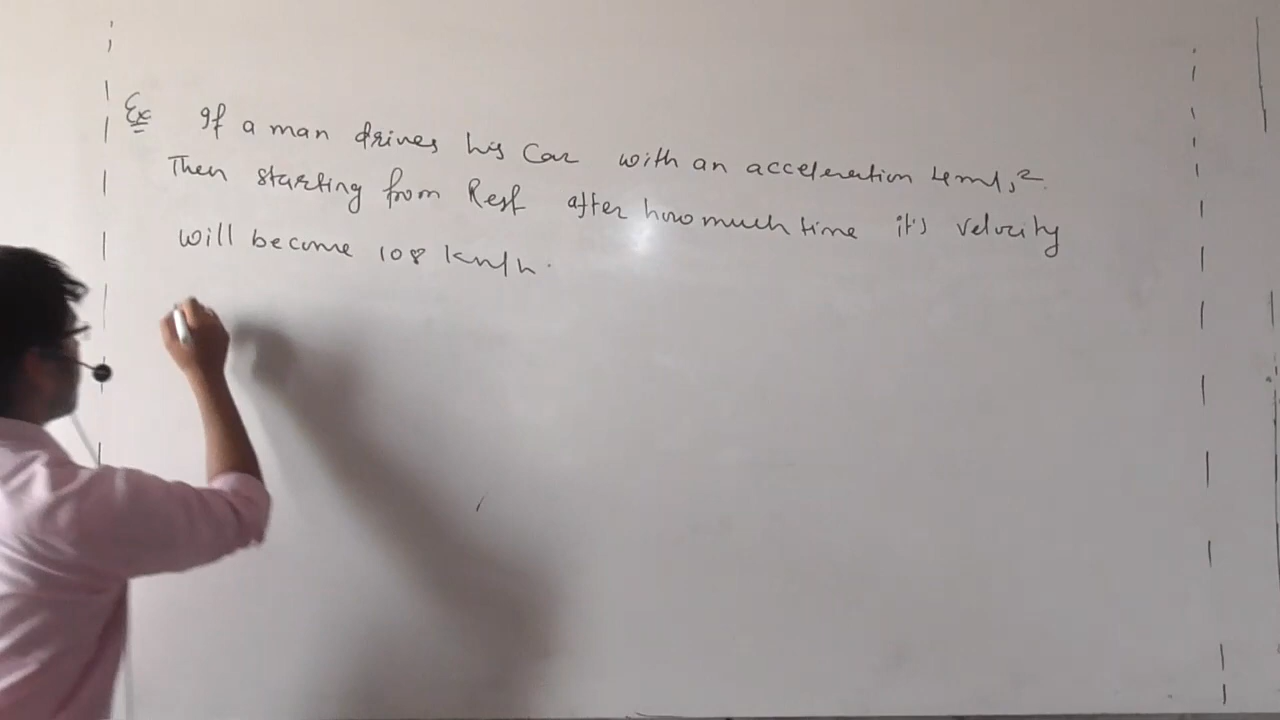 Ex If a man drives his Car with an acceleration 4m/s²
Then starting from Rest after how much time it's velocity
will become 108 km/h.